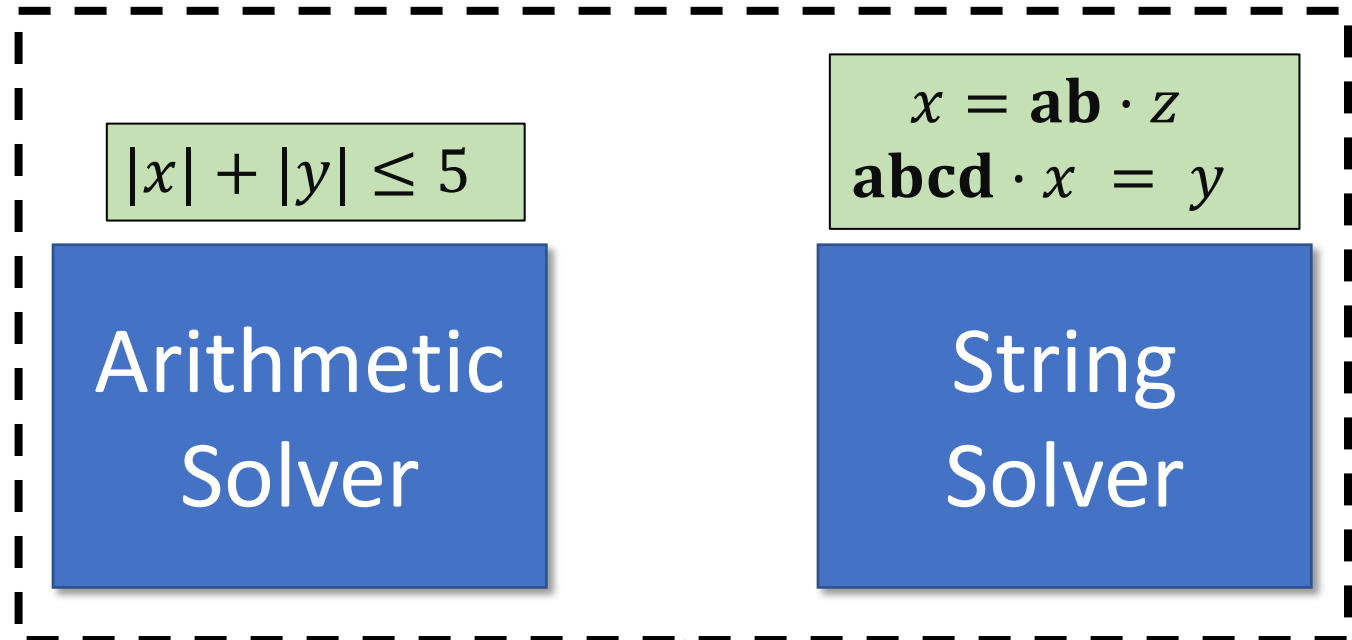 |x| + |y| ≤ 5
Arithmetic
Solver
x = ab · z
abcd · x = y
String
Solver